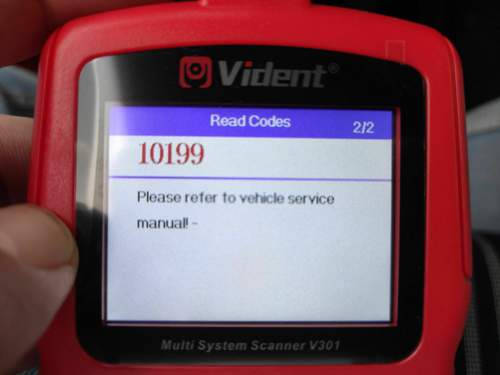 Vident®
Read Codes 2/2
10199
Please refer to vehicle service
manual! -
Multi System Scanner V301